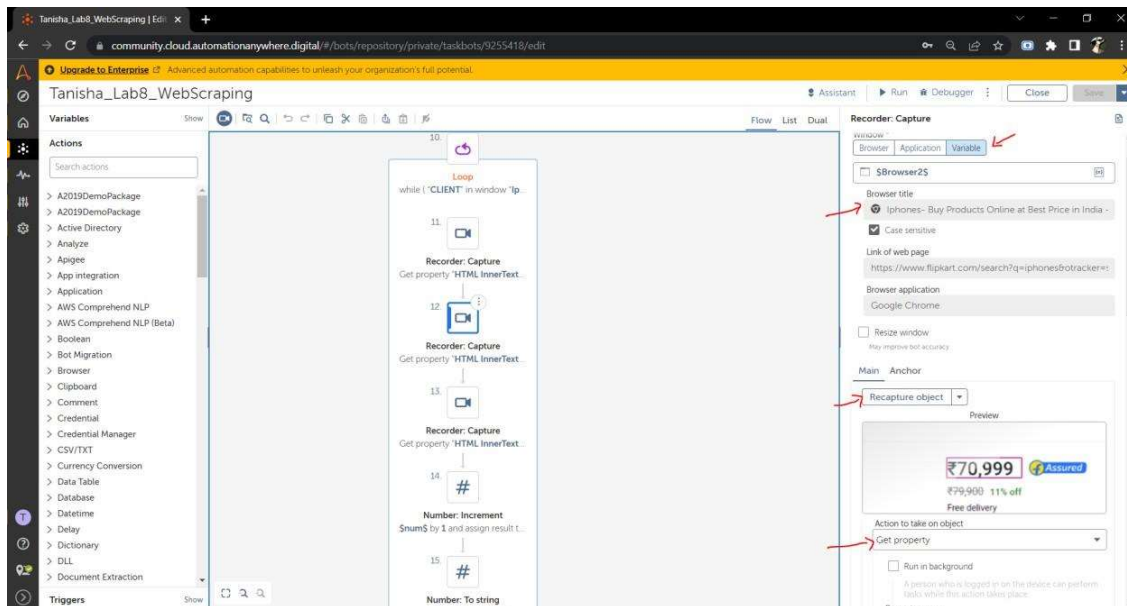 Tanisha_Lab8_WebScraping | Edit
community.cloud.automationanywhere.digital/#/bots/repository/private/taskbots/9255418/edit
Upgrade to Enterprise Advanced automation capabilities to unleash your organization's full potential.
Tanisha_Lab8_WebScraping
Assistant Run Debugger Close Save
Variables Show
Flow List Dual
Actions
Search actions
A2019DemoPackage
A2019DemoPackage
Active Directory
Analyze
Apigee
App integration
Application
AWS Comprehend NLP
AWS Comprehend NLP (Beta)
Boolean
Bot Migration
Browser
Clipboard
Comment
Credential
Credential Manager
CSV/TXT
Currency Conversion
Data Table
Database
Datetime
Delay
Dictionary
DLL
Document Extraction
Triggers Show
T
10.
Loop
while ( "CLIENT" in window "Ip...
11.
Recorder: Capture
Get property "HTML InnerText...
12.
Recorder: Capture
Get property "HTML InnerText...
13.
Recorder: Capture
Get property "HTML InnerText...
14.
#
Number: Increment
$num$ by 1 and assign result t...
15.
#
Number: To string
Recorder: Capture
Window *
Browser Application Variable
$Browser2$
Browser title
Iphones- Buy Products Online at Best Price in India -
Case sensitive
Link of web page
https://www.flipkart.com/search?q=iphones&otracker=s
Browser application
Google Chrome
Resize window
May improve bot accuracy
Main Anchor
Recapture object
Preview
₹70,999 Assured
₹79,900 11% off
Free delivery
Action to take on object
Get property
Run in background
A person who is logged in on the device can perform
tasks while this action takes place